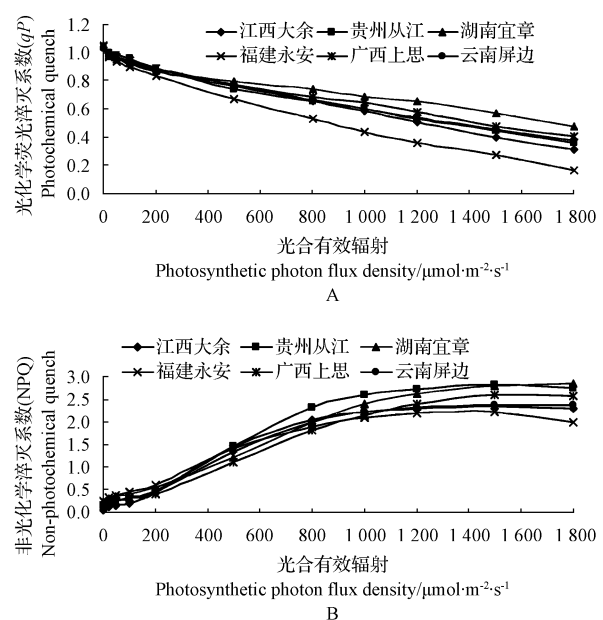 光化学荧光淬灭系数(qP)
Photochemical quench
江西大余 贵州从江 湖南宜章
福建永安 广西上思 云南屏边
1.2
1.0
0.8
0.6
0.4
0.2
0.0
0 200 400 600 800 1 000 1 200 1 400 1 600 1 800
光合有效辐射
Photosynthetic photon flux density/μmol·m⁻²·s⁻¹
A
非光化学淬灭系数(NPQ)
Non-photochemical quench
江西大余 贵州从江 湖南宜章
福建永安 广西上思 云南屏边
3.0
2.5
2.0
1.5
1.0
0.5
0.0
0 200 400 600 800 1 000 1 200 1 400 1 600 1 800
光合有效辐射
Photosynthetic photon flux density/μmol·m⁻²·s⁻¹
B